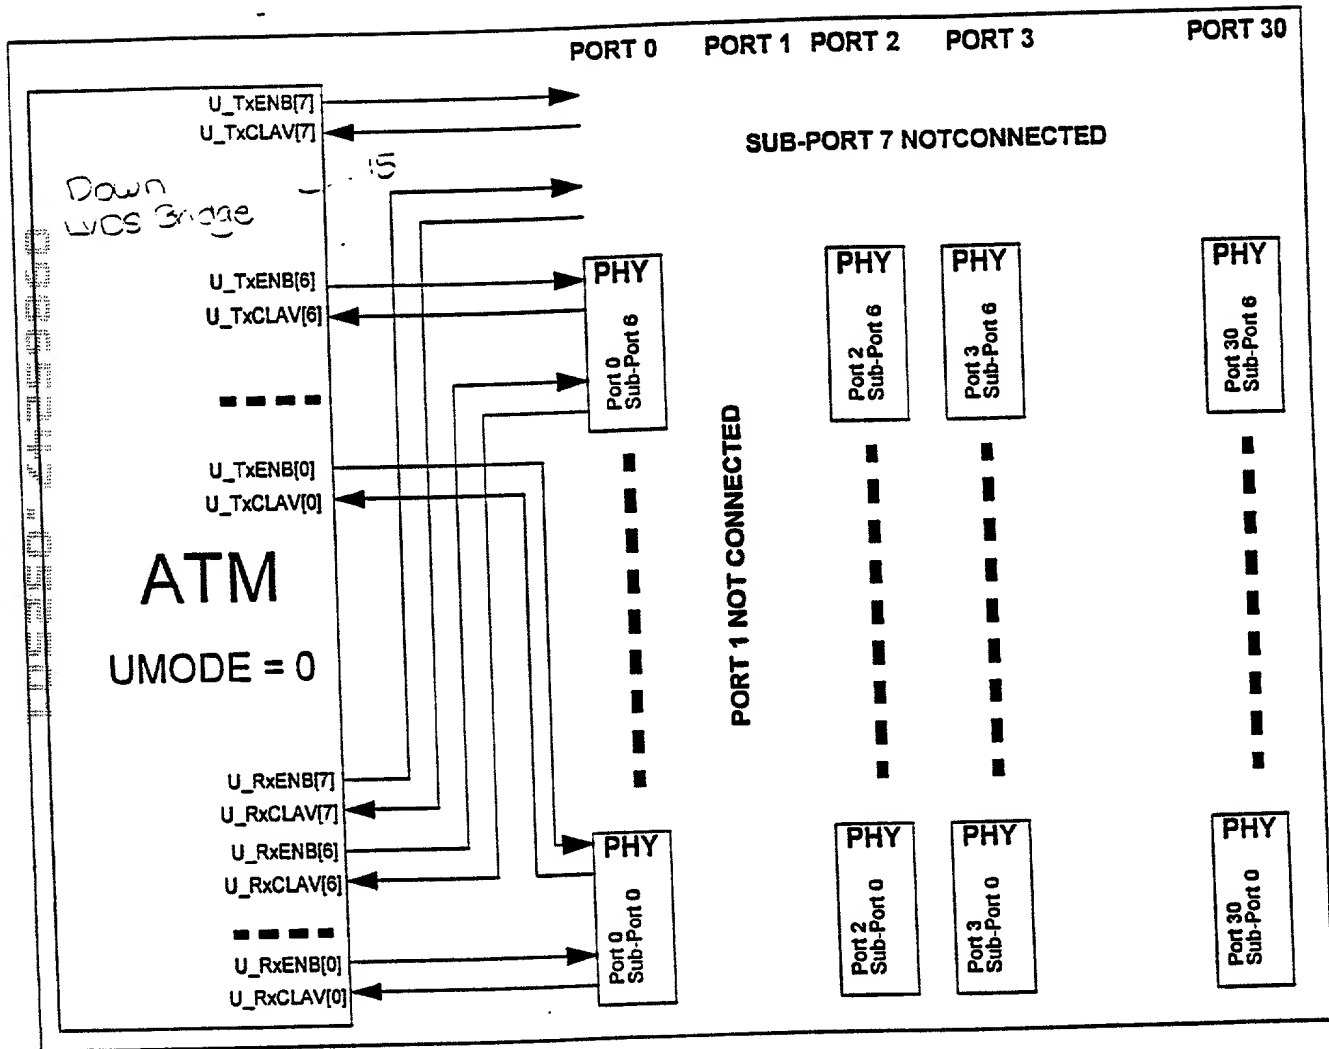 PORT 0 PORT 1 PORT 2 PORT 3 PORT 30
U_TxENB[7]
U_TxCLAV[7]
SUB-PORT 7 NOTCONNECTED
15
Down
LVDS Bridge
U_TxENB[6]
U_TxCLAV[6]
PHY
Port 0
Sub-Port 6
PHY
Port 2
Sub-Port 6
PHY
Port 3
Sub-Port 6
PHY
Port 30
Sub-Port 6
U_TxENB[0]
U_TxCLAV[0]
PORT 1 NOT CONNECTED
ATM
UMODE = 0
U_RxENB[7]
U_RxCLAV[7]
U_RxENB[6]
U_RxCLAV[6]
U_RxENB[0]
U_RxCLAV[0]
PHY
Port 0
Sub-Port 0
PHY
Port 2
Sub-Port 0
PHY
Port 3
Sub-Port 0
PHY
Port 30
Sub-Port 0